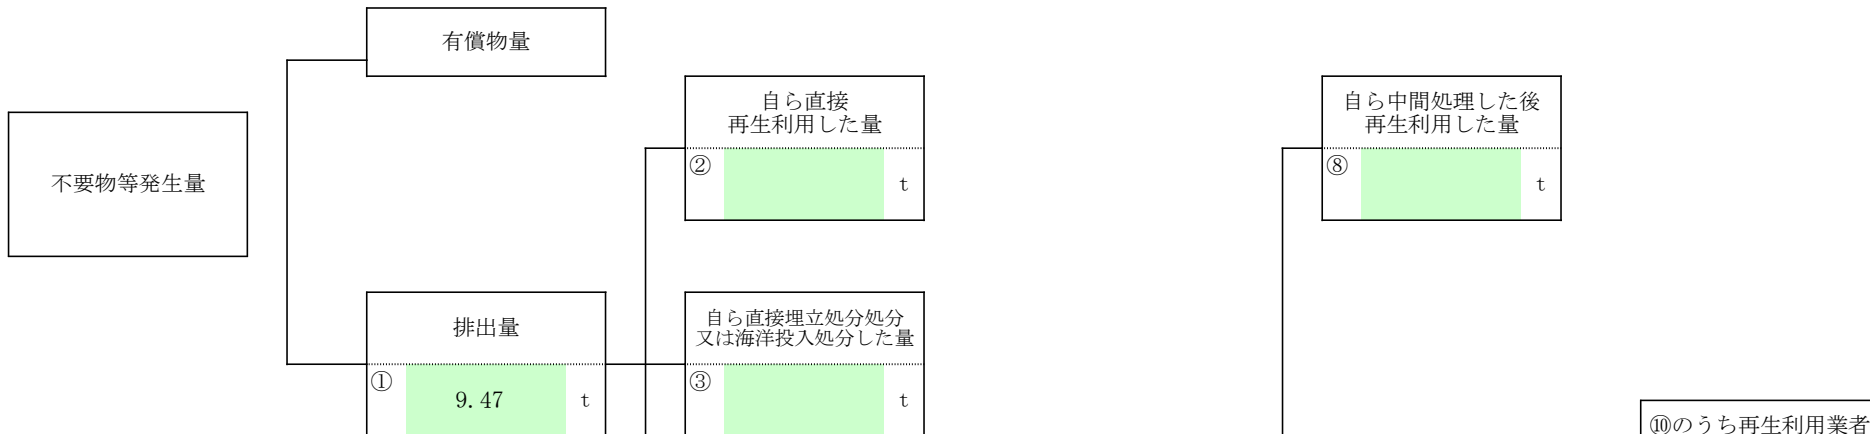 有償物量
自ら直接
再生利用した量
自ら中間処理した後
再生利用した量
不要物等発生量
②
t
⑧
t
排出量
自ら直接埋立処分処分
又は海洋投入処分した量
①
9.47
t
③
t
⑩のうち再生利用業者